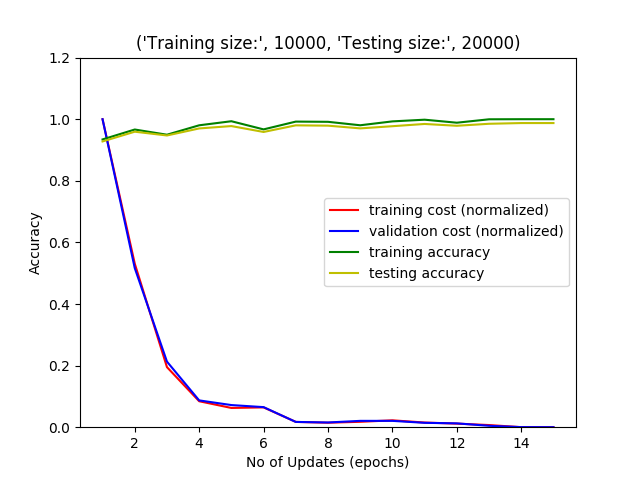 ('Training size:', 10000, 'Testing size:', 20000)
1.2
1.0
0.8
0.6
0.4
0.2
0.0
Accuracy
training cost (normalized)
validation cost (normalized)
training accuracy
testing accuracy
2 4 6 8 10 12 14
No of Updates (epochs)